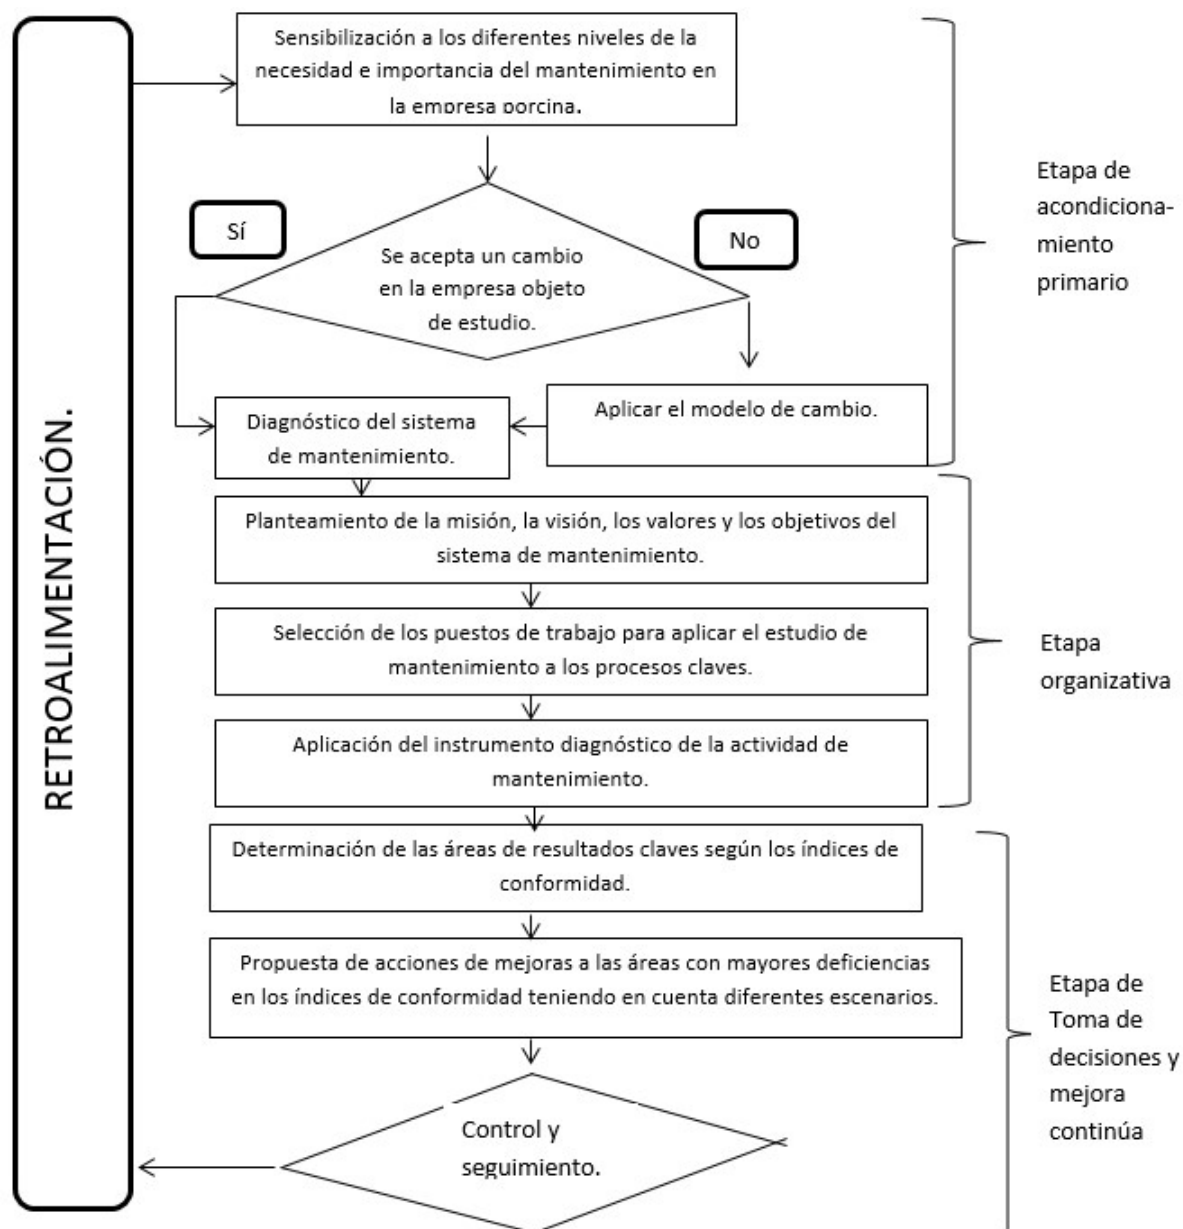 RETROALIMENTACIÓN.
Sensibilización a los diferentes niveles de la
necesidad e importancia del mantenimiento en
la empresa porcina.
Sí
No
Se acepta un cambio
en la empresa objeto
de estudio.
Aplicar el modelo de cambio.
Diagnóstico del sistema
de mantenimiento.
Etapa de
acondiciona-
miento
primario
Planteamiento de la misión, la visión, los valores y los objetivos del
sistema de mantenimiento.
Selección de los puestos de trabajo para aplicar el estudio de
mantenimiento a los procesos claves.
Aplicación del instrumento diagnóstico de la actividad de
mantenimiento.
Etapa
organizativa
Determinación de las áreas de resultados claves según los índices de
conformidad.
Propuesta de acciones de mejoras a las áreas con mayores deficiencias
en los índices de conformidad teniendo en cuenta diferentes escenarios.
Control y
seguimiento.
Etapa de
Toma de
decisiones y
mejora
continúa